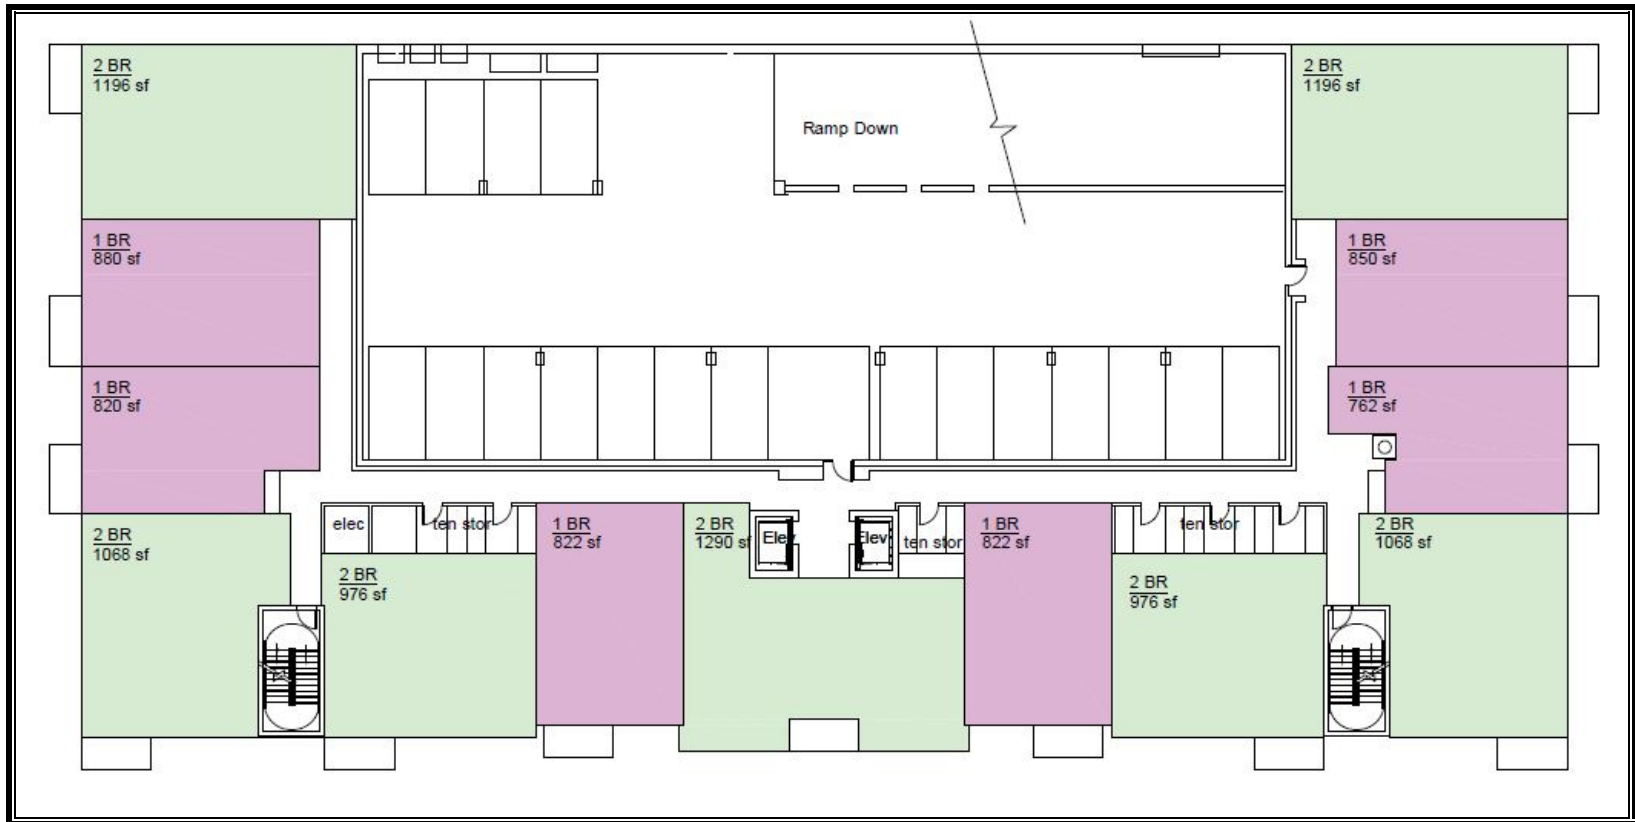 2 BR
1196 sf
2 BR
1196 sf
Ramp Down
1 BR
880 sf
1 BR
850 sf
1 BR
820 sf
1 BR
762 sf
2 BR
1068 sf
elec
ten stor
1 BR
822 sf
2 BR
1290 sf
Elev
Elev
ten stor
1 BR
822 sf
ten stor
2 BR
1068 sf
2 BR
976 sf
2 BR
976 sf